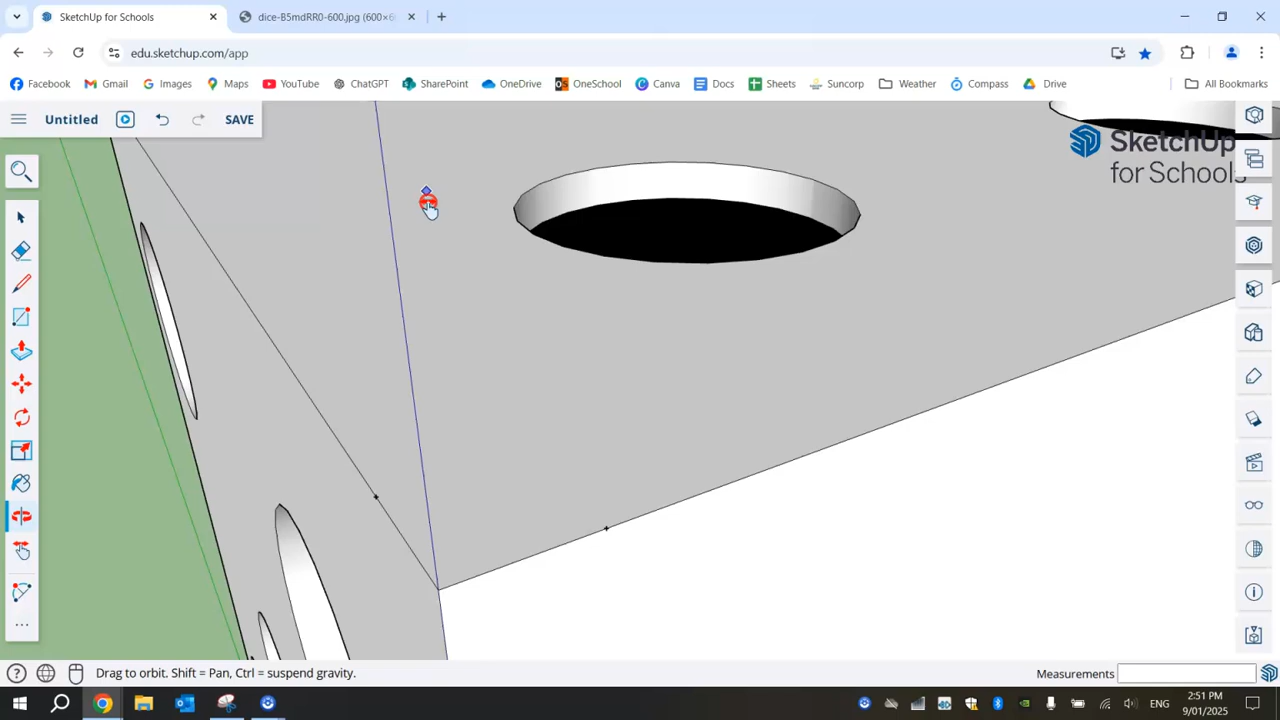 SketchUp for Schools
dice-B5mdRR0-600.jpg (600×6
edu.sketchup.com/app
Facebook
Gmail
Images
Maps
YouTube
ChatGPT
SharePoint
OneDrive
OneSchool
Canva
Docs
Sheets
Suncorp
Weather
Compass
Drive
All Bookmarks
Untitled
SAVE
SketchUp
for Schools
Drag to orbit. Shift = Pan, Ctrl = suspend gravity.
Measurements
ENG
2:51 PM
9/01/2025